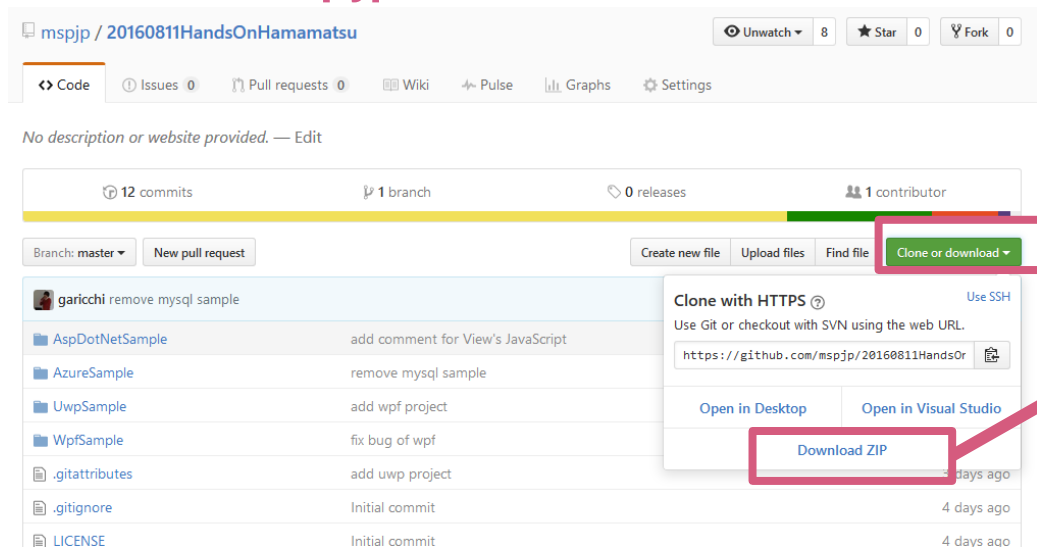 mspjp / 20160811HandsOnHamamatsu
Unwatch 8 Star 0 Fork 0
Code Issues 0 Pull requests 0 Wiki Pulse Graphs Settings
No description or website provided. — Edit
12 commits 1 branch 0 releases 1 contributor
Branch: master New pull request Create new file Upload files Find file Clone or download
garicchi remove mysql sample
Clone with HTTPS ? Use SSH
Use Git or checkout with SVN using the web URL.
https://github.com/mspjp/20160811HandsOr
Open in Desktop Open in Visual Studio
Download ZIP
AspDotNetSample add comment for View's JavaScript
AzureSample remove mysql sample
UwpSample add wpf project
WpfSample fix bug of wpf
.gitattributes add uwp project days ago
.gitignore Initial commit 4 days ago
LICENSE Initial commit 4 days ago